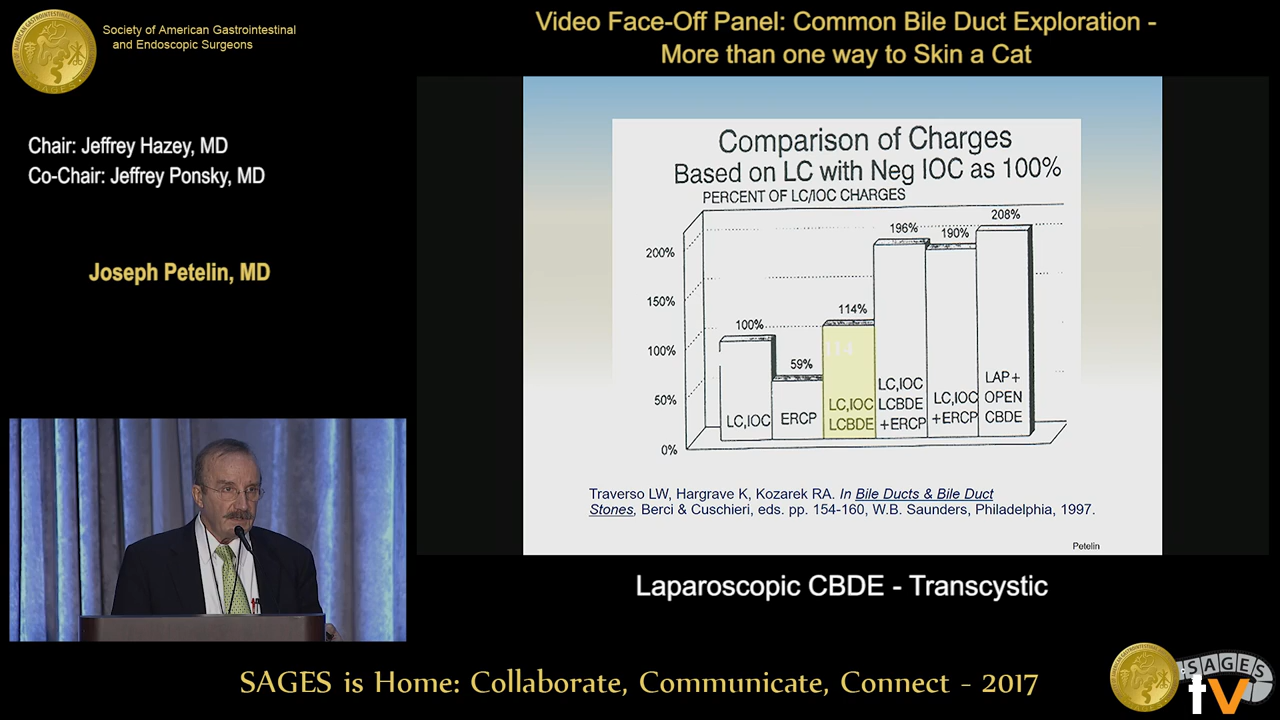 Society of American Gastrointestinal
and Endoscopic Surgeons
Video Face-Off Panel: Common Bile Duct Exploration -
More than one way to Skin a Cat
Chair: Jeffrey Hazey, MD
Co-Chair: Jeffrey Ponsky, MD
Joseph Petelin, MD
Comparison of Charges
Based on LC with Neg IOC as 100%
PERCENT OF LC/IOC CHARGES
200%
150%
100%
50%
0%
100%
59%
114%
196%
190%
208%
114
LC,IOC
ERCP
LC,IOC
LCBDE
LC,IOC
LCBDE
+ERCP
LC,IOC
+ERCP
LAP+
OPEN
CBDE
Traverso LW, Hargrave K, Kozarek RA. In Bile Ducts & Bile Duct
Stones, Berci & Cuschieri, eds. pp. 154-160, W.B. Saunders, Philadelphia, 1997.
Petelin
Laparoscopic CBDE - Transcystic
SAGES is Home: Collaborate, Communicate, Connect - 2017
SAGES
tv